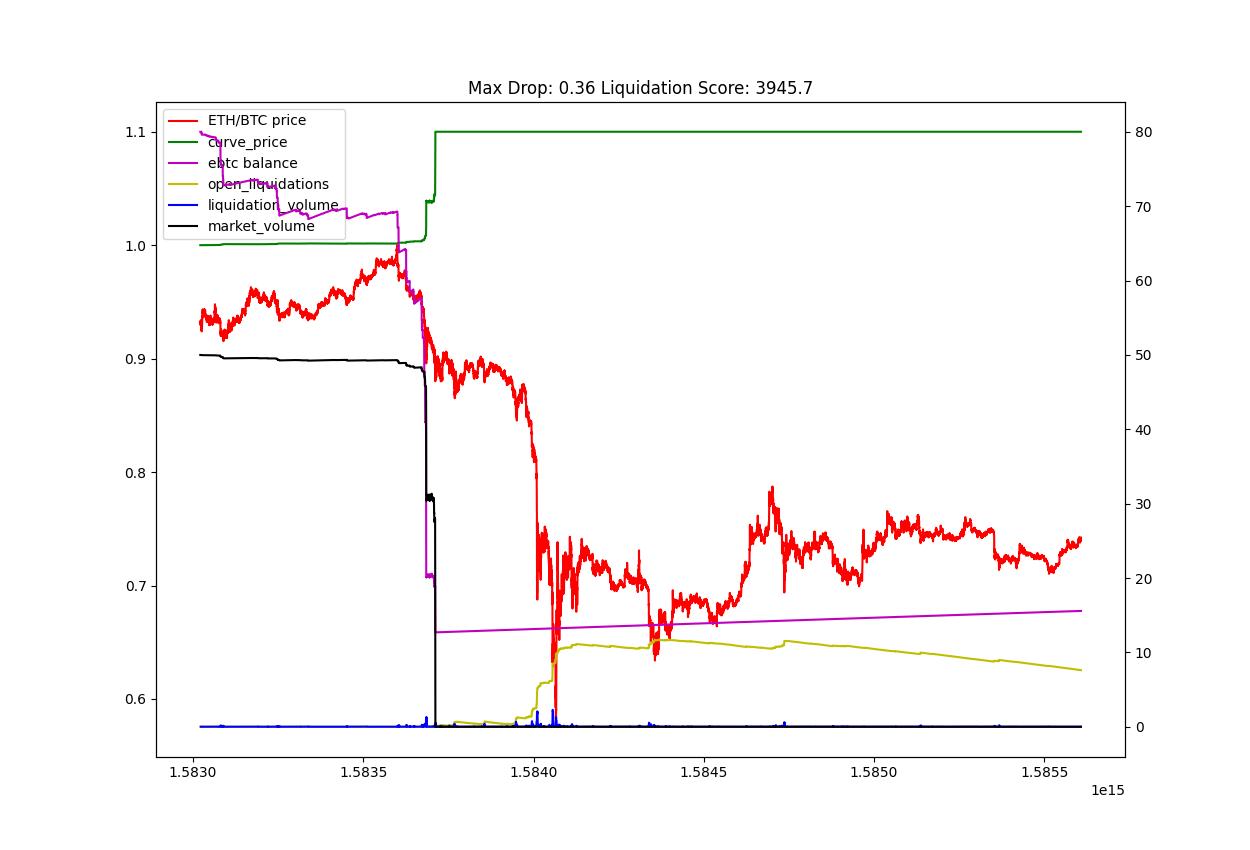 Max Drop: 0.36 Liquidation Score: 3945.7
ETH/BTC price
curve_price
ebtc balance
open_liquidations
liquidation_volume
market_volume
1.1
1.0
0.9
0.8
0.7
0.6
80
70
60
50
40
30
20
10
0
1.5830 1.5835 1.5840 1.5845 1.5850 1.5855
1e15